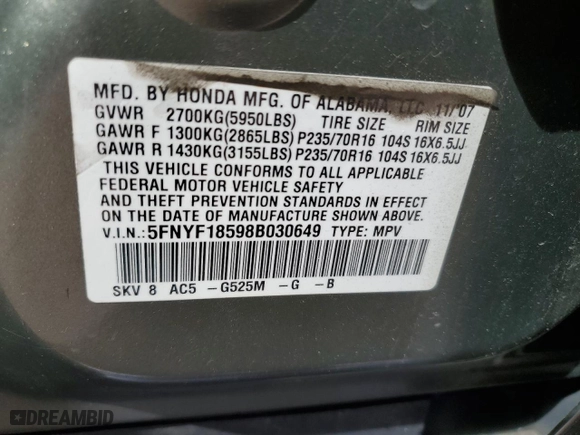 MFD. BY HONDA MFG. OF ALABAMA, LLC 11/'07
GVWR 2700KG(5950LBS) TIRE SIZE RIM SIZE
GAWR F 1300KG(2865LBS) P235/70R16 104S 16X6.5JJ
GAWR R 1430KG(3155LBS) P235/70R16 104S 16X6.5JJ
THIS VEHICLE CONFORMS TO ALL APPLICABLE
FEDERAL MOTOR VEHICLE SAFETY
AND THEFT PREVENTION STANDARDS IN EFFECT
ON THE DATE OF MANUFACTURE SHOWN ABOVE.
V.I.N.: 5FNYF18598B030649 TYPE: MPV
SKV 8 AC5 -G525M -G -B
DREAMBID